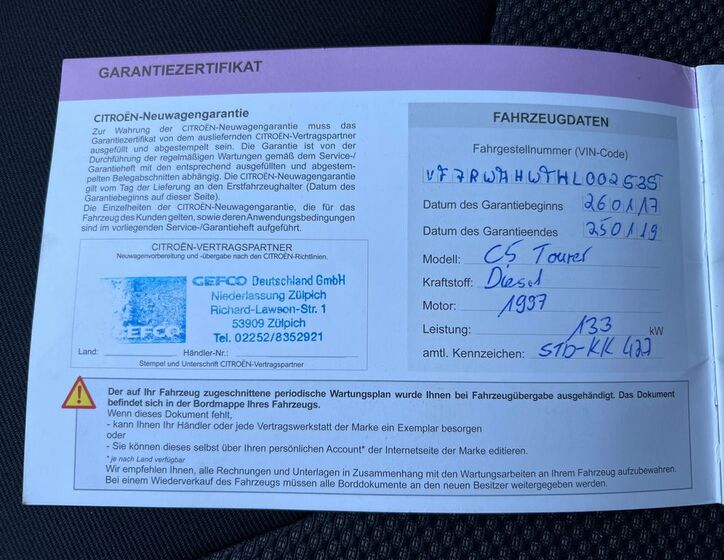 GARANTIEZERTIFIKAT
CITROËN-Neuwagengarantie
Zur Wahrung der CITROËN-Neuwagengarantie muss das
Garantiezertifikat von dem ausliefernden CITROËN-Vertragspartner
ausgefüllt und abgestempelt sein. Die Garantie ist von der
Durchführung der regelmäßigen Wartungen gemäß dem Service-/
Garantieheft mit den entsprechend ausgefüllten und abgestem-
pelten Belegabschnitten abhängig. Die CITROËN-Neuwagengarantie
gilt vom Tag der Lieferung an den Erstfahrzeughalter (Datum des
Garantiebeginns auf dieser Seite).
Die Einzelheiten der CITROËN-Neuwagengarantie, die für das
Fahrzeug des Kunden gelten, sowie deren Anwendungsbedingungen
sind im vorliegenden Service-/Garantieheft aufgeführt.
CITROËN-VERTRAGSPARTNER
Neuwagenvorbereitung und -übergabe nach den CITROËN-Richtlinien.
GEFCO
GEFCO Deutschland GmbH
Niederlassung Zülpich
Richard-Lawson-Str. 1
53909 Zülpich
Tel. 02252/8352921
Land: Händler-Nr.:
Stempel und Unterschrift CITROËN-Vertragspartner
FAHRZEUGDATEN
Fahrgestellnummer (VIN-Code)
VF7RWAHWTHL002535
Datum des Garantiebeginns 260117
Datum des Garantieendes 250119
Modell: C5 Tourer
Kraftstoff: Diesel
Motor: 1997
Leistung: 133 kW
amtl. Kennzeichen: STD-KK 477
Der auf Ihr Fahrzeug zugeschnittene periodische Wartungsplan wurde Ihnen bei Fahrzeugübergabe ausgehändigt. Das Dokument
befindet sich in der Bordmappe Ihres Fahrzeugs.
Wenn dieses Dokument fehlt,
- kann Ihnen Ihr Händler oder jede Vertragswerkstatt der Marke ein Exemplar besorgen
oder
- Sie können dieses selbst über Ihren persönlichen Account* der Internetseite der Marke editieren.
* je nach Land verfügbar
Wir empfehlen Ihnen, alle Rechnungen und Unterlagen in Zusammenhang mit den Wartungsarbeiten an Ihrem Fahrzeug aufzubewahren.
Bei einem Wiederverkauf des Fahrzeugs müssen alle Borddokumente an den neuen Besitzer weitergegeben werden.